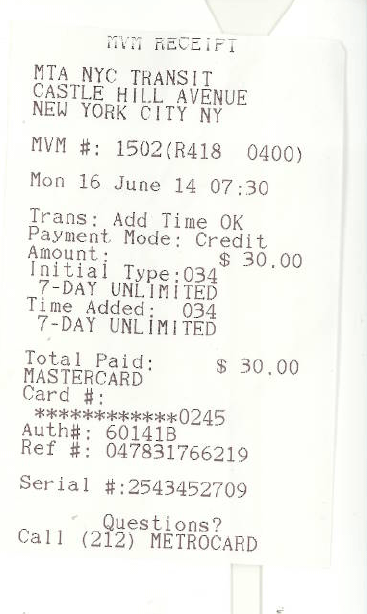 MVM RECEIPT
MTA NYC TRANSIT
CASTLE HILL AVENUE
NEW YORK CITY NY
MVM #: 1502(R418 0400)
Mon 16 June 14 07:30
Trans: Add Time OK
Payment Mode: Credit
Amount: $ 30.00
Initial Type:034
7-DAY UNLIMITED
Time Added: 034
7-DAY UNLIMITED
Total Paid: $ 30.00
MASTERCARD
Card #:
************0245
Auth#: 60141B
Ref #: 047831766219
Serial #:2543452709
Questions?
Call (212) METROCARD